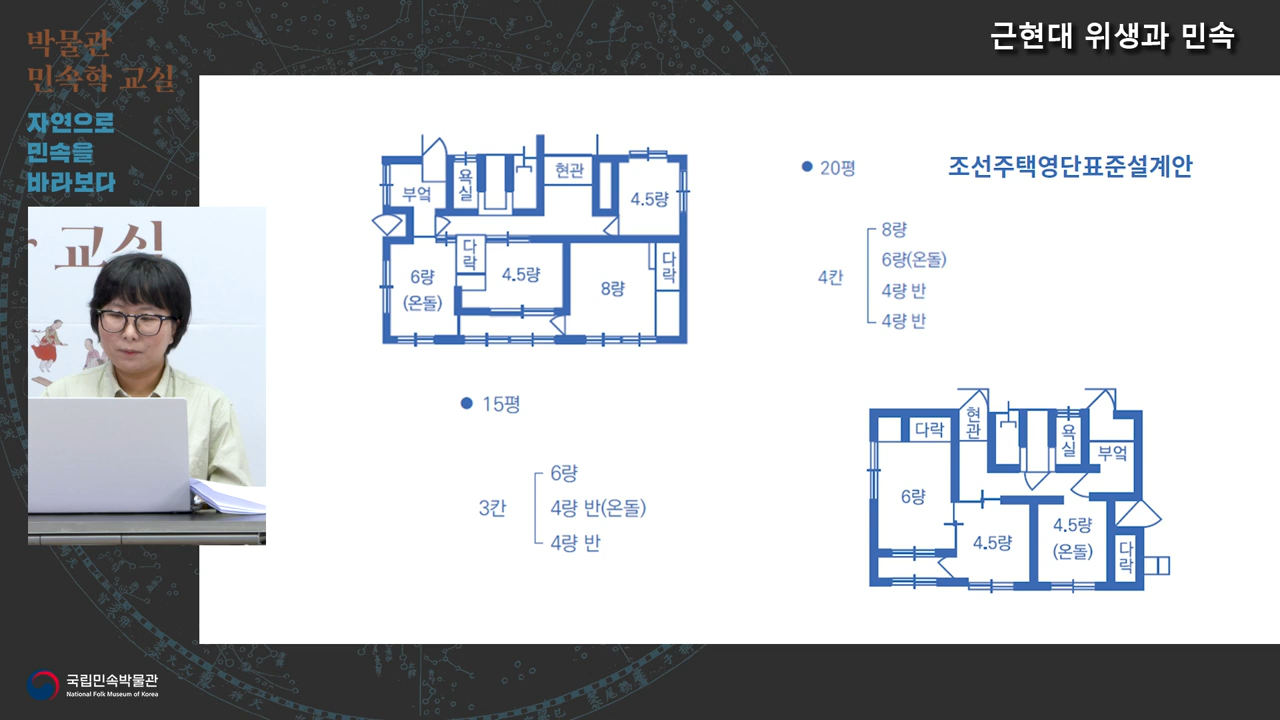 박물관
민속학 교실
자연으로
민속을
바라보다
교실
국립민속박물관
National Folk Museum of Korea
근현대 위생과 민속
조선주택영단표준설계안
● 20평
4칸
8량
6량(온돌)
4량 반
4량 반
부엌
욕실
현관
4.5량
6량
(온돌)
다락
4.5량
8량
다락
● 15평
3칸
6량
4량 반(온돌)
4량 반
다락
현관
욕실
부엌
6량
4.5량
4.5량
(온돌)
다락